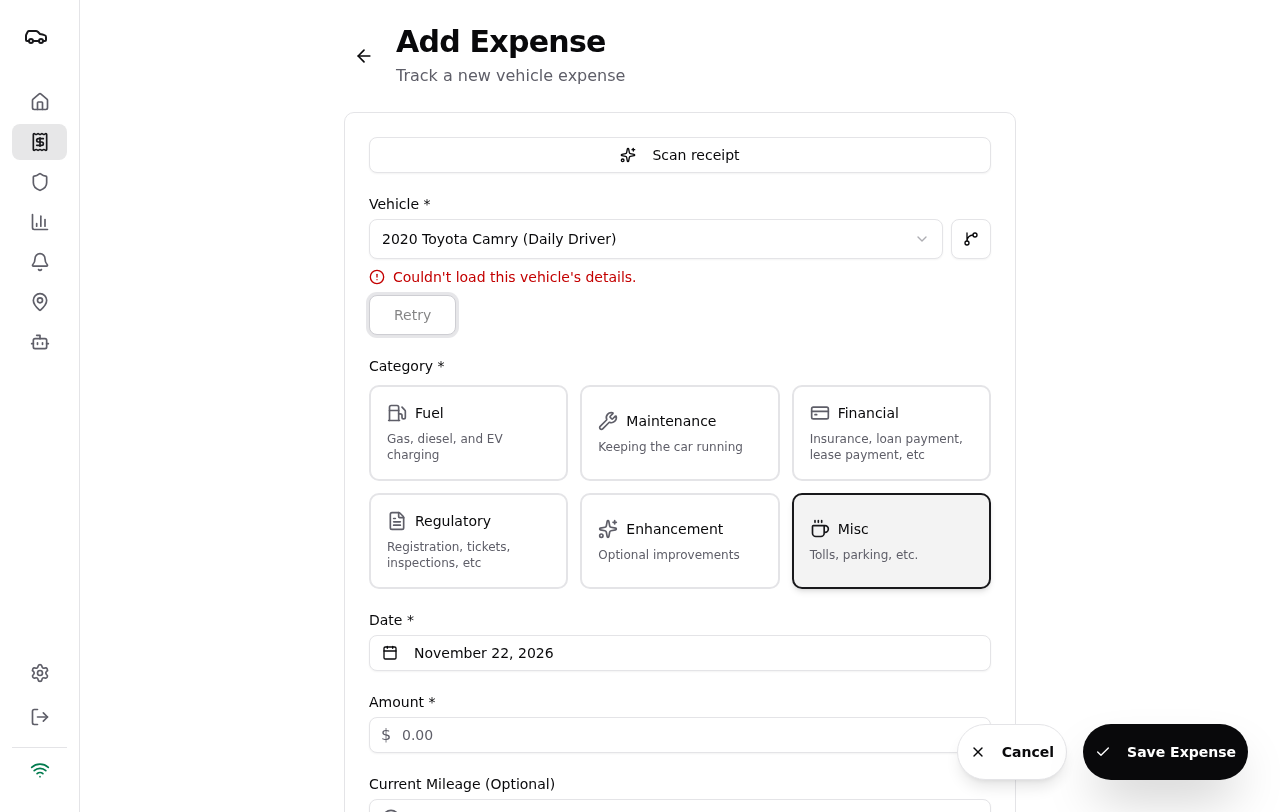 Add Expense
Track a new vehicle expense
Scan receipt
Vehicle *
2020 Toyota Camry (Daily Driver)
Couldn't load this vehicle's details.
Retry
Category *
Fuel
Gas, diesel, and EV
charging
Maintenance
Keeping the car running
Financial
Insurance, loan payment,
lease payment, etc
Regulatory
Registration, tickets,
inspections, etc
Enhancement
Optional improvements
Misc
Tolls, parking, etc.
Date *
November 22, 2026
Amount *
$ 0.00
Cancel
Save Expense
Current Mileage (Optional)